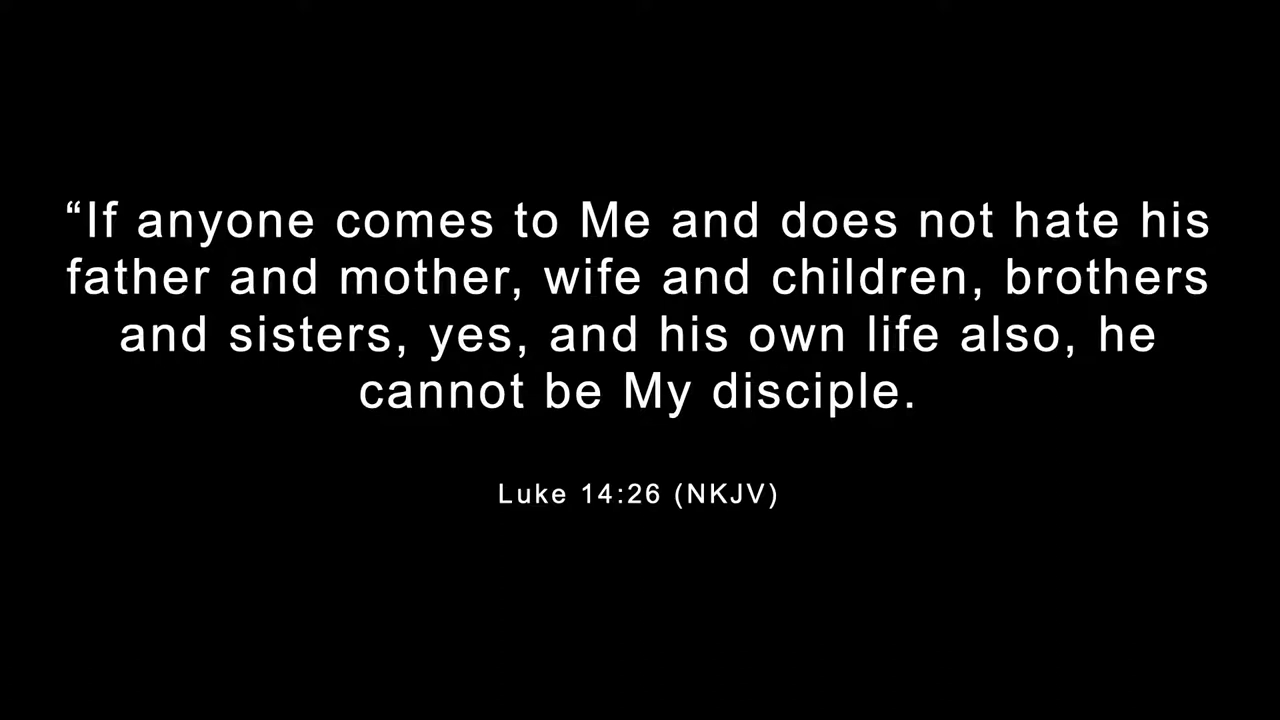 “If anyone comes to Me and does not hate his
father and mother, wife and children, brothers
and sisters, yes, and his own life also, he
cannot be My disciple.
Luke 14:26 (NKJV)